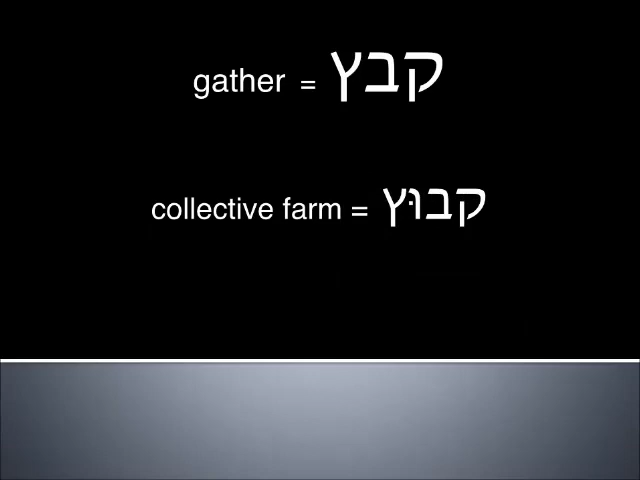 gather = קבץ
collective farm = קבוּץ